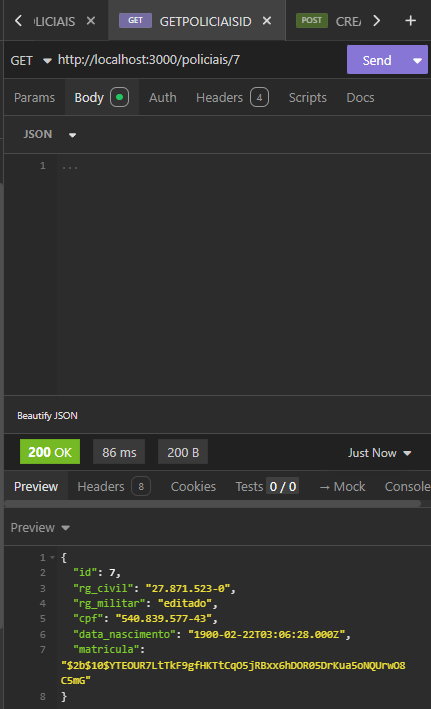 OLICIAIS GET GETPOLICIAISID POST CREA
GET http://localhost:3000/policiais/7 Send
Params Body Auth Headers 4 Scripts Docs
JSON
1 ...
Beautify JSON
200 OK 86 ms 200 B Just Now
Preview Headers 8 Cookies Tests 0 / 0 → Mock Console
Preview
1 {
2 "id": 7,
3 "rg_civil": "27.871.523-0",
4 "rg_militar": "editado",
5 "cpf": "540.839.577-43",
6 "data_nascimento": "1900-02-22T03:06:28.000Z",
7 "matricula":
"$2b$10$YTEOUR7LtTkF9gfHKTtCqO5jRBxx6hDOR05DrKua5oNQUrwO8
C5mG"
8 }